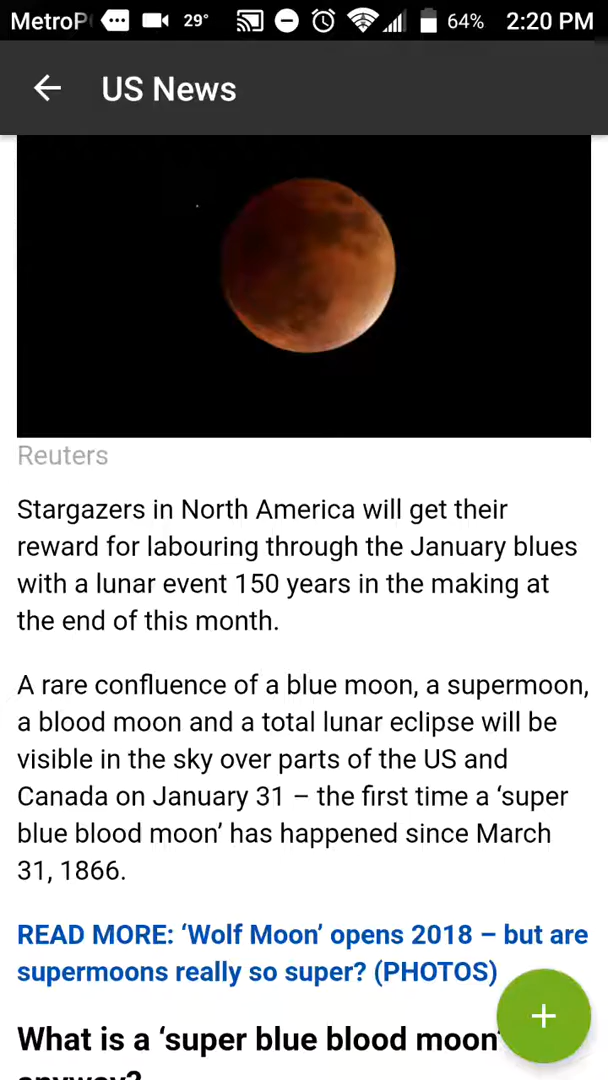 MetroP 29° 64% 2:20 PM
US News
Reuters
Stargazers in North America will get their
reward for labouring through the January blues
with a lunar event 150 years in the making at
the end of this month.
A rare confluence of a blue moon, a supermoon,
a blood moon and a total lunar eclipse will be
visible in the sky over parts of the US and
Canada on January 31 – the first time a ‘super
blue blood moon’ has happened since March
31, 1866.
READ MORE: ‘Wolf Moon’ opens 2018 – but are
supermoons really so super? (PHOTOS)
What is a ‘super blue blood moon’
anyway?